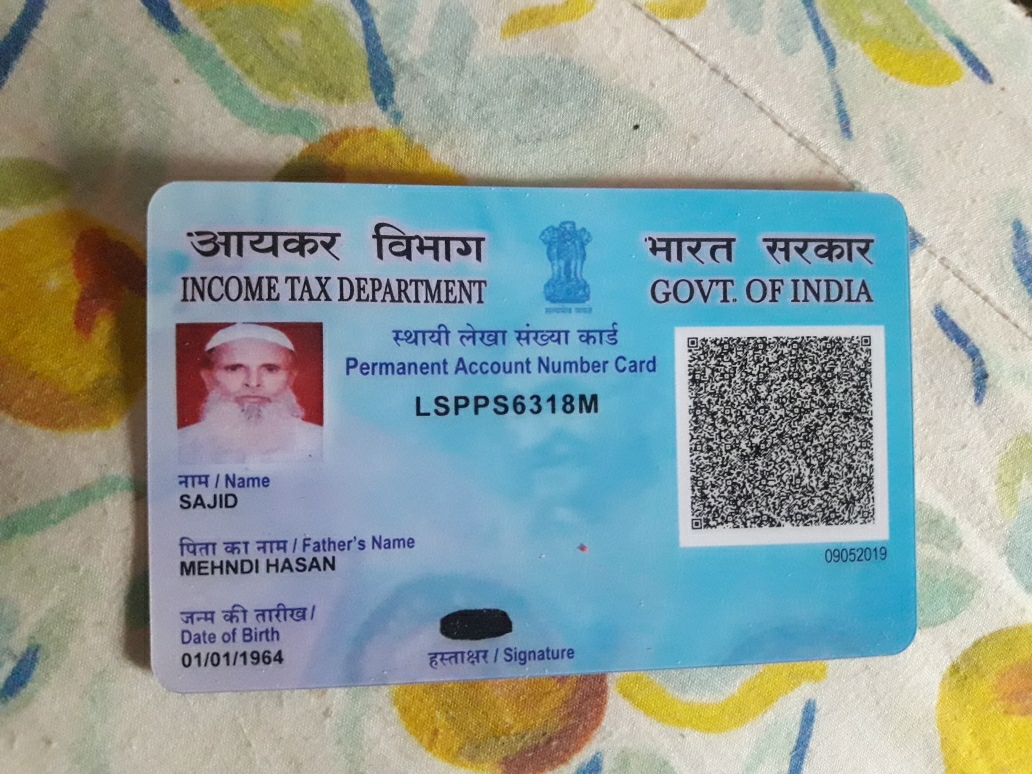 आयकर विभाग
INCOME TAX DEPARTMENT
भारत सरकार
GOVT. OF INDIA
सत्यमेव जयते
स्थायी लेखा संख्या कार्ड
Permanent Account Number Card
LSPPS6318M
नाम / Name
SAJID
पिता का नाम / Father's Name
MEHNDI HASAN
09052019
जन्म की तारीख /
Date of Birth
01/01/1964
हस्ताक्षर / Signature